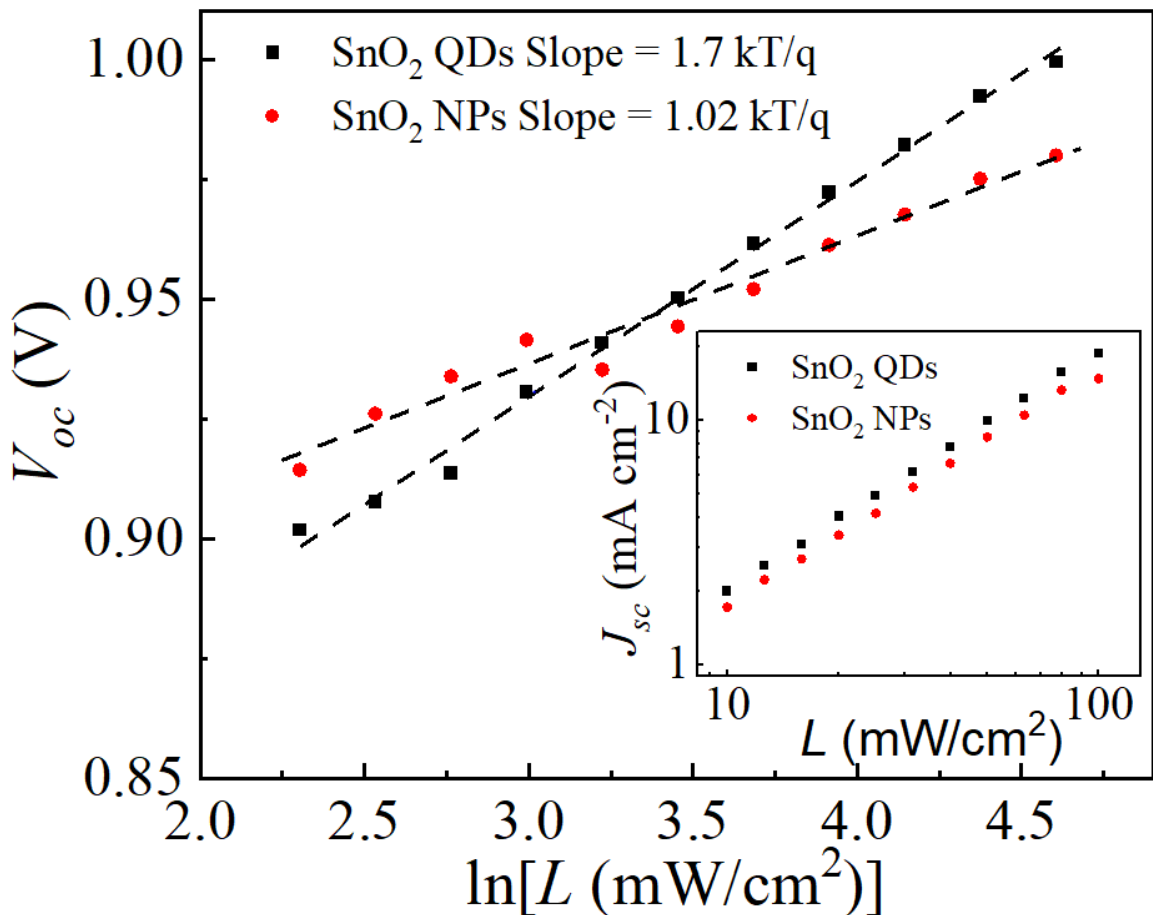 SnO₂ QDs Slope = 1.7 kT/q
SnO₂ NPs Slope = 1.02 kT/q
1.00
0.95
0.90
0.85
V_oc (V)
2.0 2.5 3.0 3.5 4.0 4.5
ln[L (mW/cm²)]
SnO₂ QDs
SnO₂ NPs
10
1
J_sc (mA cm⁻²)
10 100
L (mW/cm²)